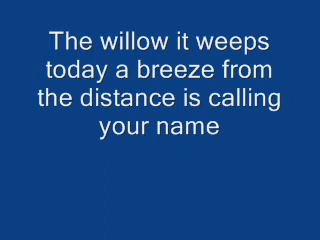 The willow it weeps
today a breeze from
the distance is calling
your name